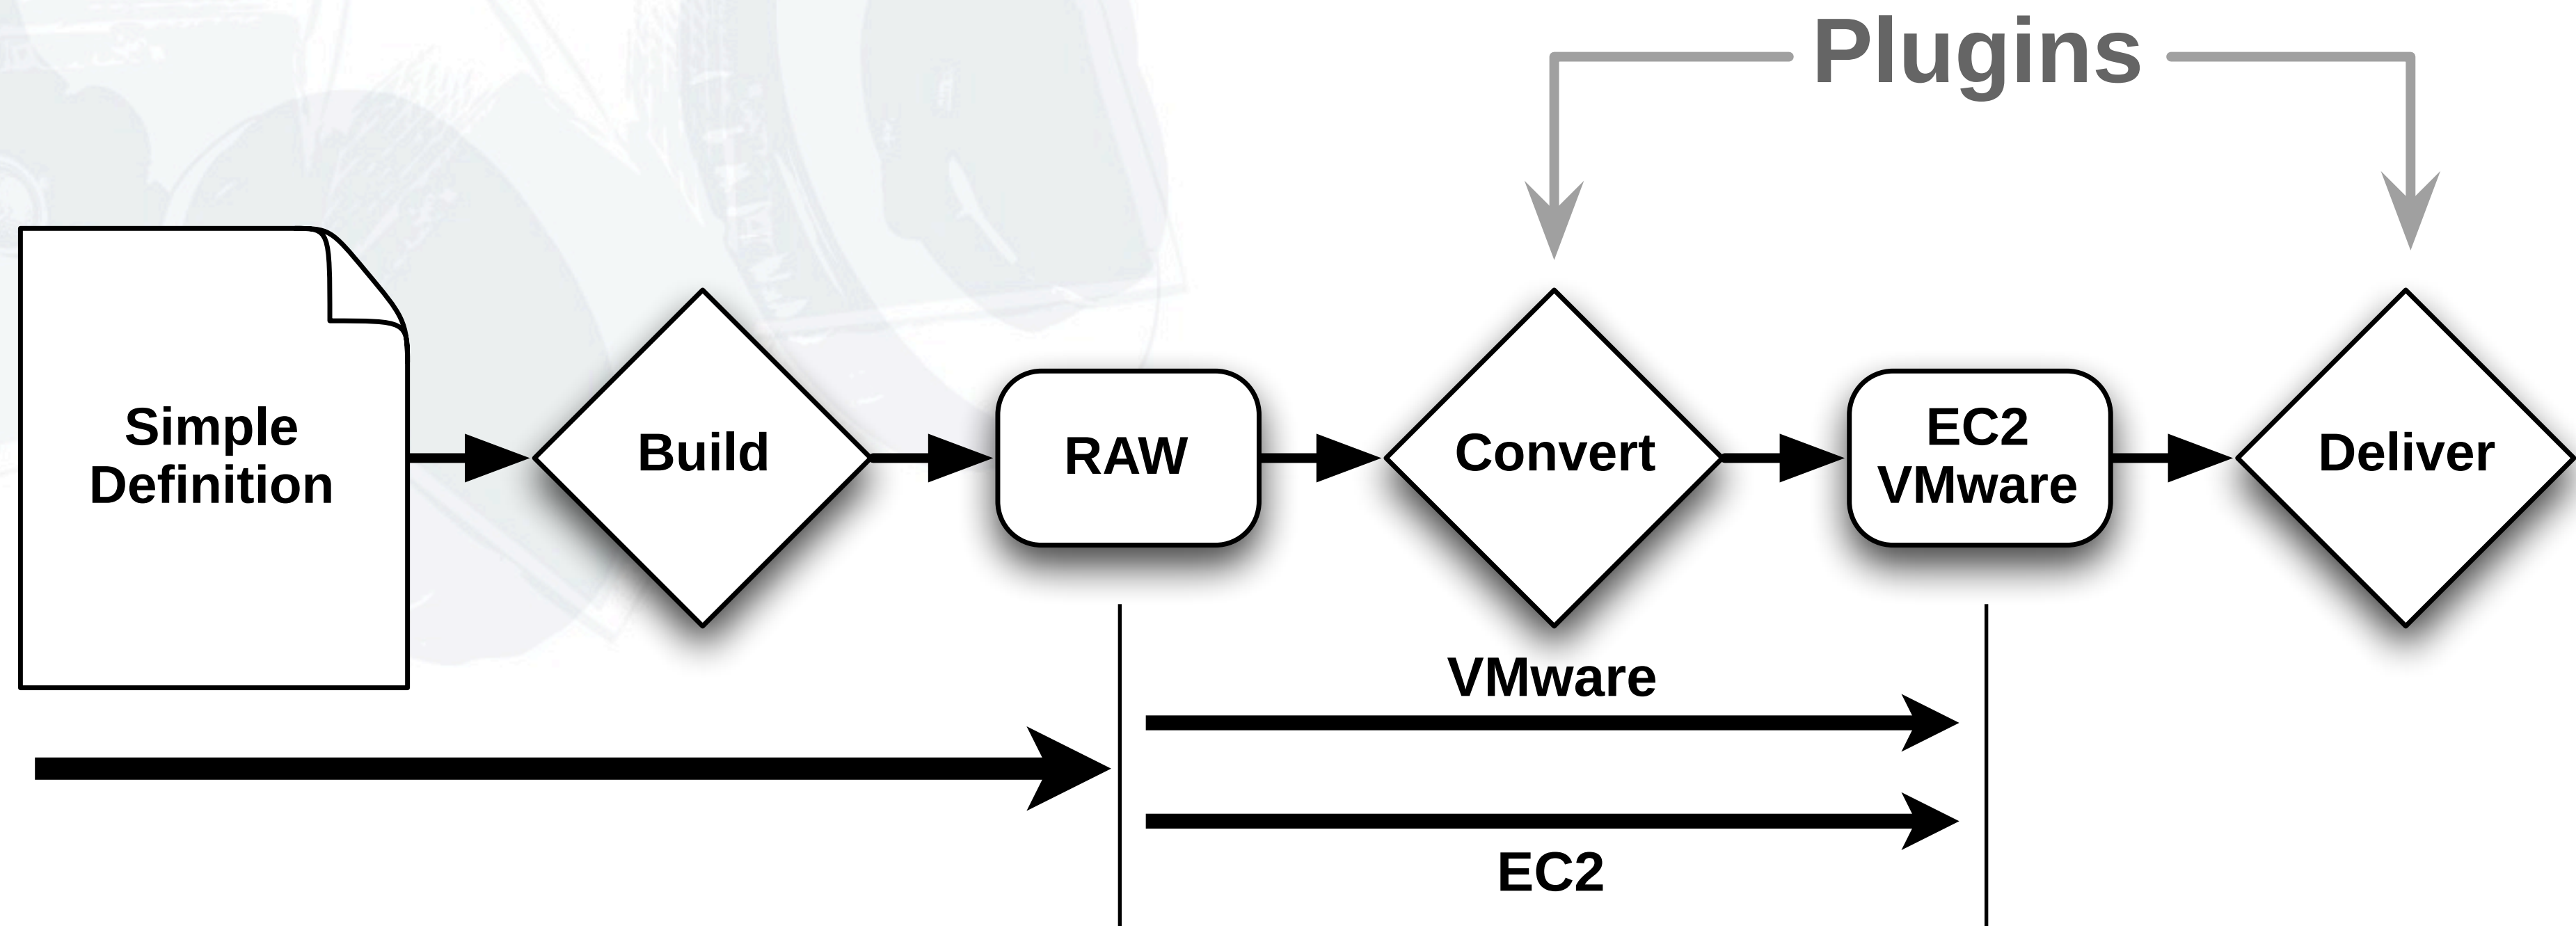 Plugins
Simple
Definition
Build
RAW
Convert
EC2
VMware
Deliver
VMware
EC2